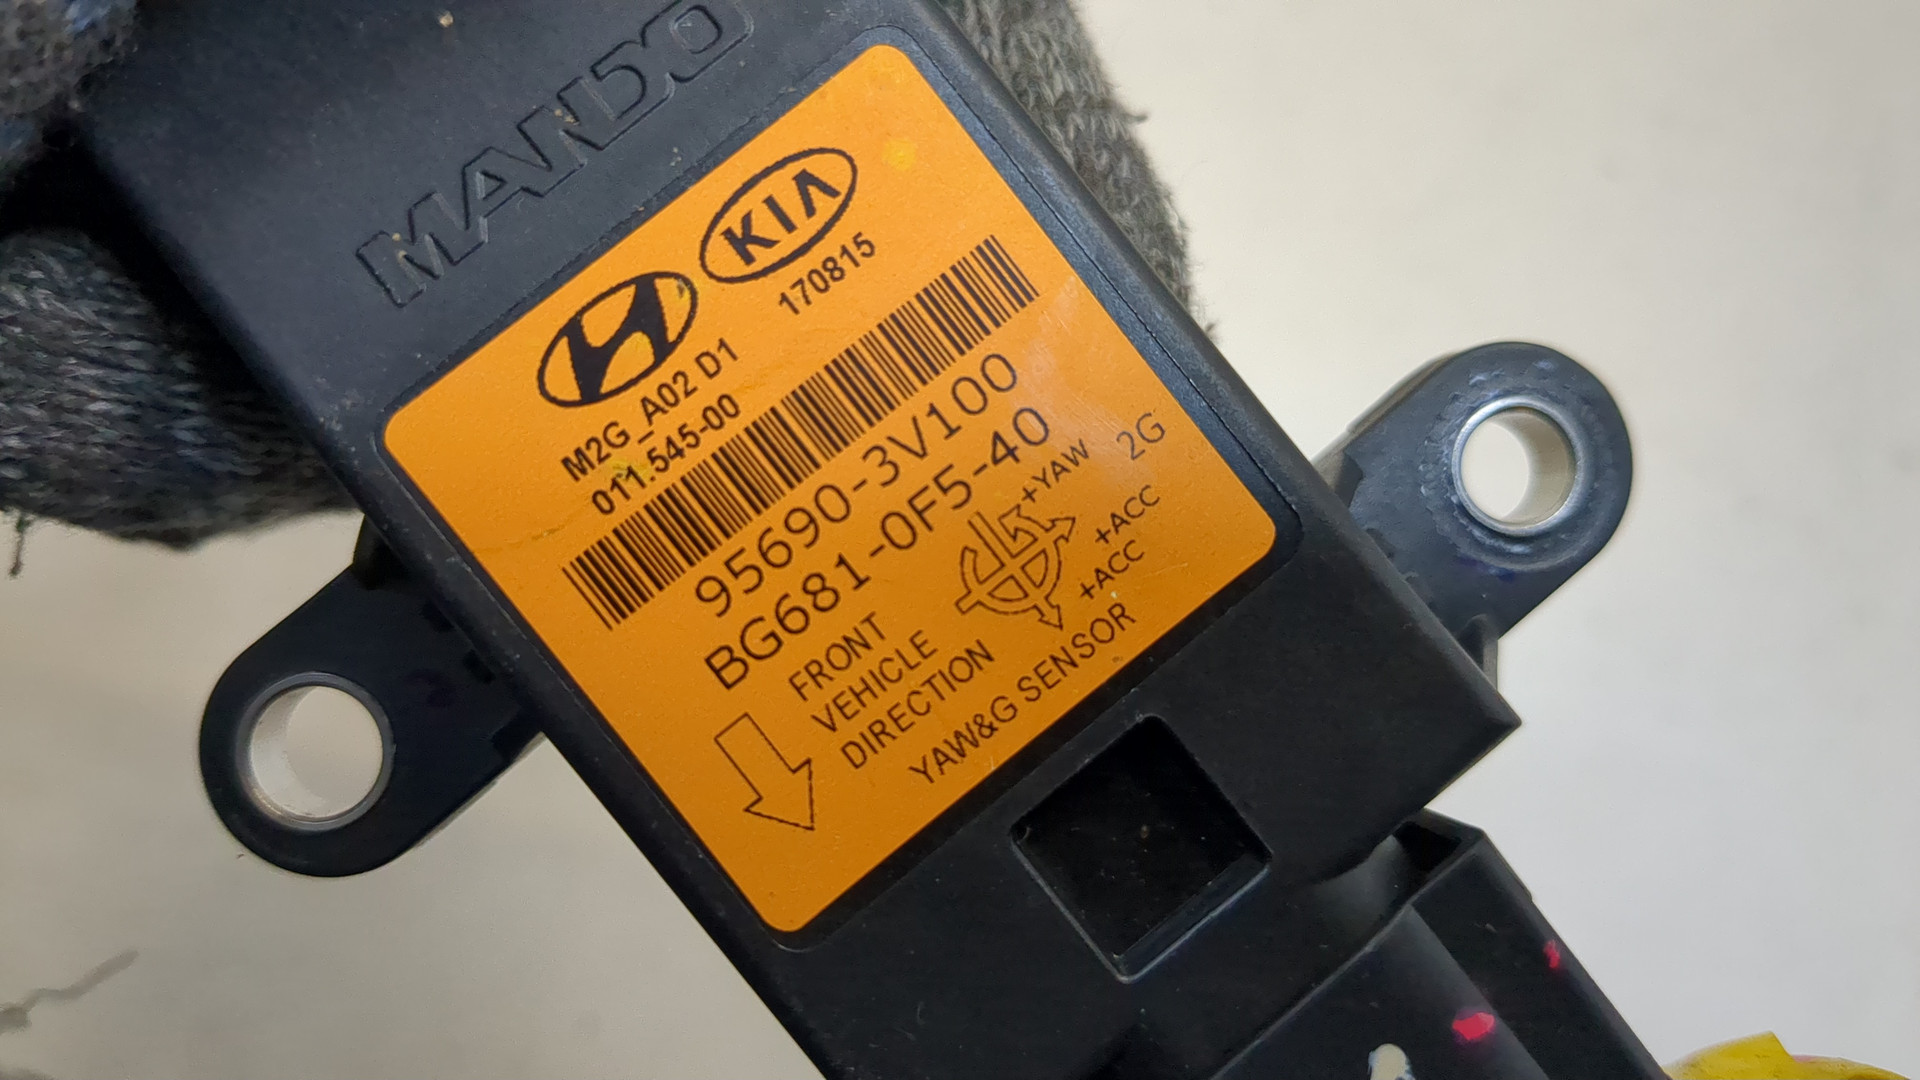 MANDO
KIA
170815
M2G_A02 D1
011.545-00
95690-3V100
BG681-0F5-40
+YAW 2G
+ACC
+ACC
FRONT
VEHICLE
DIRECTION
YAW&G SENSOR